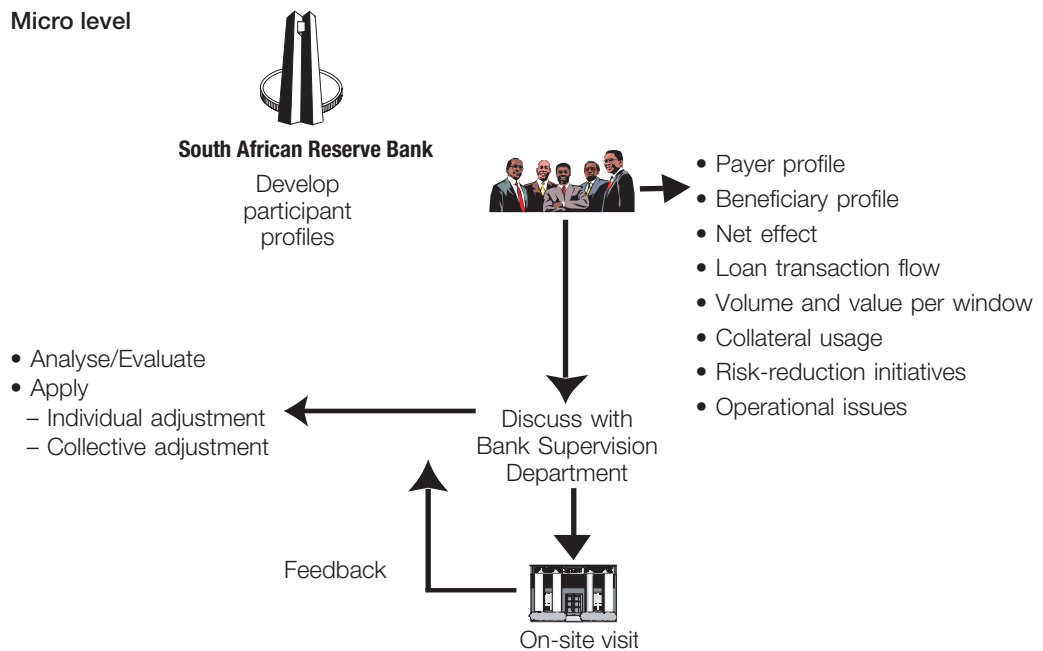 Micro level
South African Reserve Bank
Develop
participant
profiles
• Payer profile
• Beneficiary profile
• Net effect
• Loan transaction flow
• Volume and value per window
• Collateral usage
• Risk-reduction initiatives
• Operational issues
• Analyse/Evaluate
• Apply
– Individual adjustment
– Collective adjustment
Discuss with
Bank Supervision
Department
Feedback
On-site visit